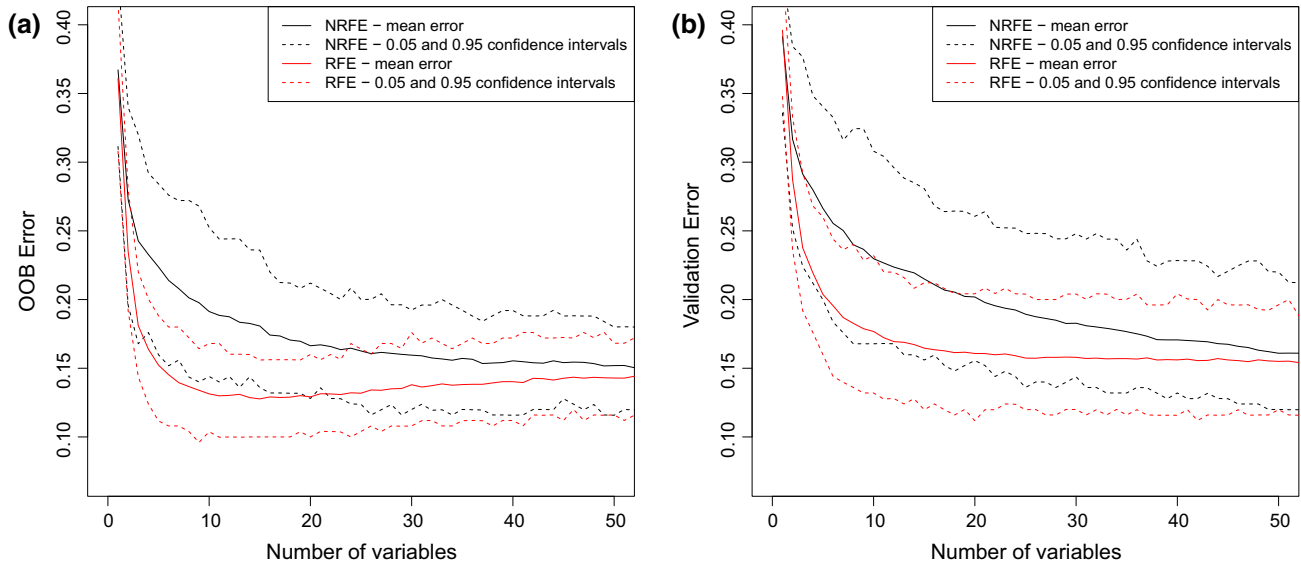 (a)
NRFE − mean error
NRFE − 0.05 and 0.95 confidence intervals
RFE − mean error
RFE − 0.05 and 0.95 confidence intervals
OOB Error
0.40
0.35
0.30
0.25
0.20
0.15
0.10
0 10 20 30 40 50
Number of variables
(b)
NRFE − mean error
NRFE − 0.05 and 0.95 confidence intervals
RFE − mean error
RFE − 0.05 and 0.95 confidence intervals
Validation Error
0.40
0.35
0.30
0.25
0.20
0.15
0.10
0 10 20 30 40 50
Number of variables